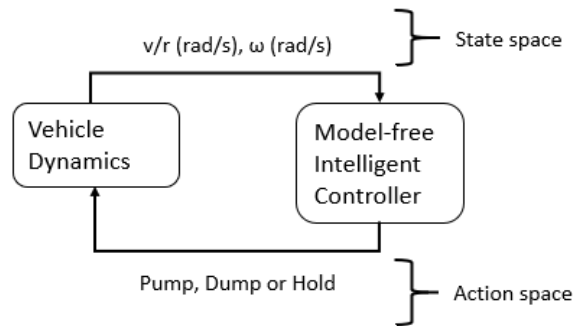 v/r (rad/s), ω (rad/s)
State space
Vehicle
Dynamics
Model-free
Intelligent
Controller
Pump, Dump or Hold
Action space